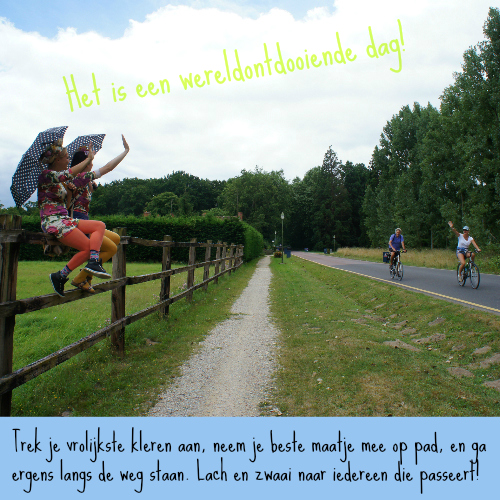 Het is een wereldontdooiende dag!
Trek je vrolijkste kleren aan, neem je beste maatje mee op pad, en ga
ergens langs de weg staan. Lach en zwaai naar iedereen die passeert!